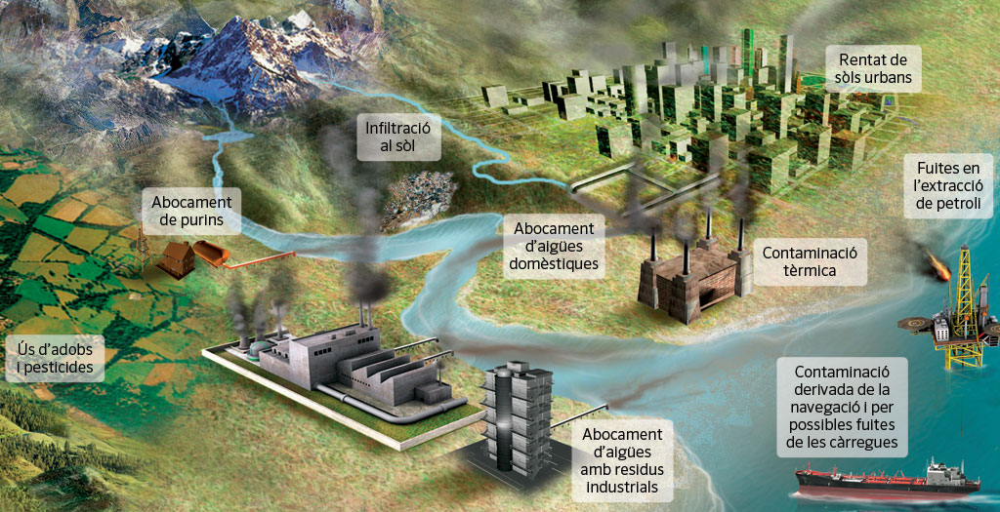 Rentat de
sòls urbans
Infiltració
al sòl
Fuites en
l'extracció
de petroli
Abocament
de purins
Abocament
d'aigües
domèstiques
Contaminació
tèrmica
Ús d'adobs
i pesticides
Contaminació
derivada de la
navegació i per
possibles fuites
de les càrregues
Abocament
d'aigües
amb residus
industrials